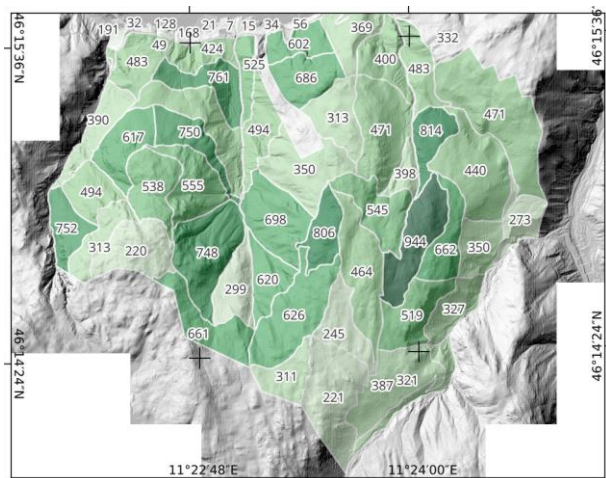 191 32 128 21 7 15 34 56 369 332
49 168 424 602 400
483 761 525 686 483
390 494 313 471 471
617 750 814
350 398 440
494 538 555
698 545 273
752 806 944 662 350
313 220 748
620 464
299 626 519 327
661 245
311 387 321
221
46°15'36"N
46°14'24"N
46°15'36"
46°14'24"N
11°22'48"E 11°24'00"E